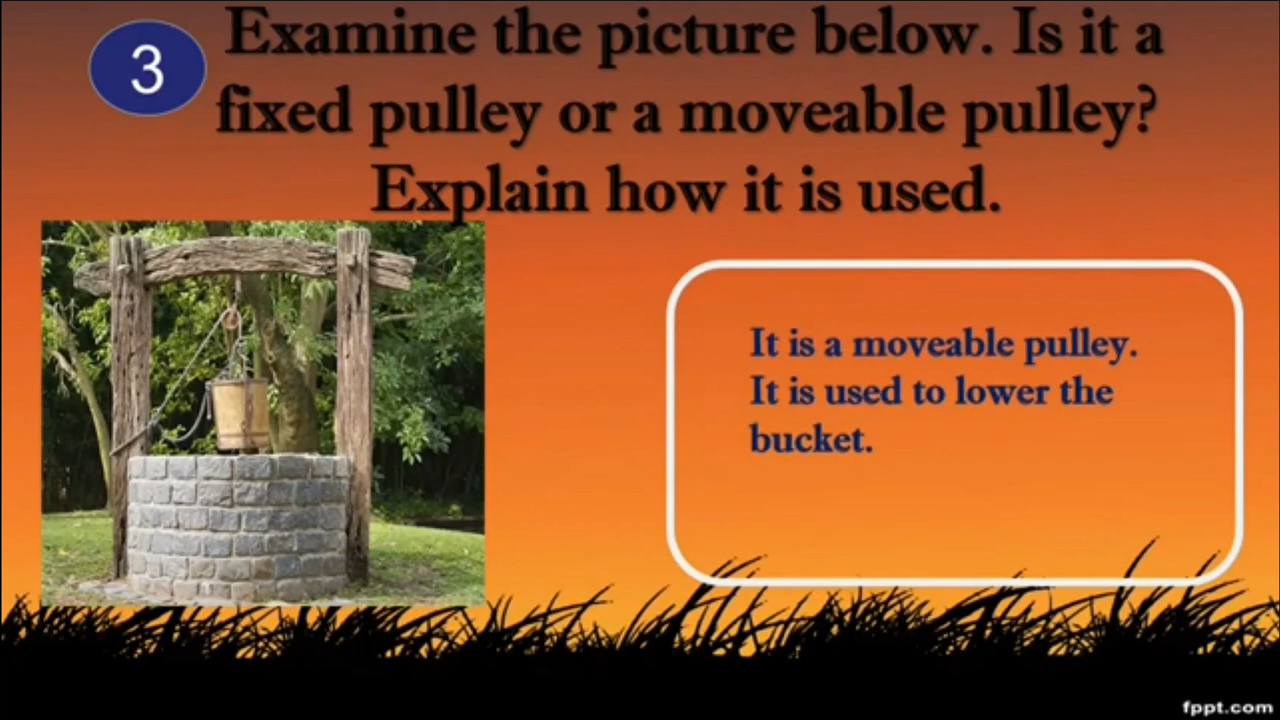 3
Examine the picture below. Is it a
fixed pulley or a moveable pulley?
Explain how it is used.
It is a moveable pulley.
It is used to lower the
bucket.
fppt.com